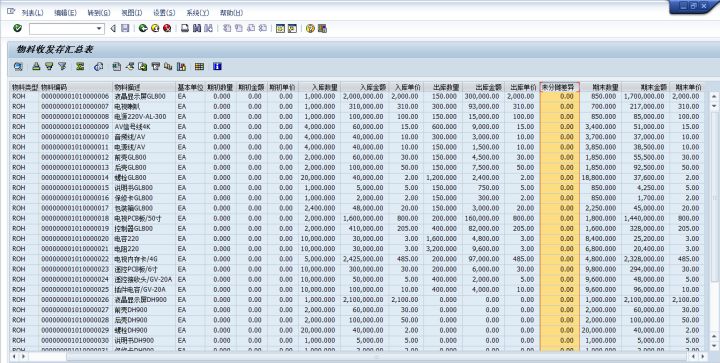 列表(L) 编辑(E) 转到(G) 视图(I) 设置(S) 系统(Y) 帮助(H)
物料收发存汇总表
物料类型 物料编码 物料描述 基本单位 期初数量 期初金额 期初单价 入库数量 入库金额 入库单价 出库数量 出库金额 出库单价 未分摊差异 期末数量 期末金额 期末单价
ROH 000000001010000006 液晶显示屏GL800 EA 0.000 0.00 0.00 1,000.000 2,000,000.00 2,000.00 150.000 300,000.00 2,000.00 0.00 850.000 1,700,000.00 2,000.00
ROH 000000001010000007 电视喇叭 EA 0.000 0.00 0.00 1,000.000 310,000.00 310.00 300.000 93,000.00 310.00 0.00 700.000 217,000.00 310.00
ROH 000000001010000008 电源220V-AL-300 EA 0.000 0.00 0.00 1,000.000 100,000.00 100.00 150.000 15,000.00 100.00 0.00 850.000 85,000.00 100.00
ROH 000000001010000009 AV信号线4K EA 0.000 0.00 0.00 4,000.000 60,000.00 15.00 600.000 9,000.00 15.00 0.00 3,400.000 51,000.00 15.00
ROH 000000001010000010 音频线/AV EA 0.000 0.00 0.00 4,000.000 40,000.00 10.00 300.000 3,000.00 10.00 0.00 3,700.000 37,000.00 10.00
ROH 000000001010000011 电源线/AV EA 0.000 0.00 0.00 4,000.000 40,000.00 10.00 150.000 1,500.00 10.00 0.00 3,850.000 38,500.00 10.00
ROH 000000001010000012 前壳GL800 EA 0.000 0.00 0.00 2,000.000 60,000.00 30.00 150.000 4,500.00 30.00 0.00 1,850.000 55,500.00 30.00
ROH 000000001010000013 后壳GL800 EA 0.000 0.00 0.00 2,000.000 100,000.00 50.00 150.000 7,500.00 50.00 0.00 1,850.000 92,500.00 50.00
ROH 000000001010000014 螺栓GL800 EA 0.000 0.00 0.00 20,000.000 40,000.00 2.00 1,200.000 2,400.00 2.00 0.00 18,800.000 37,600.00 2.00
ROH 000000001010000015 说明书GL800 EA 0.000 0.00 0.00 1,000.000 5,000.00 5.00 150.000 750.00 5.00 0.00 850.000 4,250.00 5.00
ROH 000000001010000016 保修卡GL800 EA 0.000 0.00 0.00 1,000.000 2,000.00 2.00 150.000 300.00 2.00 0.00 850.000 1,700.00 2.00
ROH 000000001010000017 包装箱GL800 EA 0.000 0.00 0.00 2,400.000 48,000.00 20.00 150.000 3,000.00 20.00 0.00 2,250.000 45,000.00 20.00
ROH 000000001010000018 电视PCB板/50寸 EA 0.000 0.00 0.00 2,000.000 1,600,000.00 800.00 200.000 160,000.00 800.00 0.00 1,800.000 1,440,000.00 800.00
ROH 000000001010000019 控制器GL800 EA 0.000 0.00 0.00 2,000.000 410,000.00 205.00 400.000 82,000.00 205.00 0.00 1,600.000 328,000.00 205.00
ROH 000000001010000020 电容220 EA 0.000 0.00 0.00 10,000.000 30,000.00 3.00 1,600.000 4,800.00 3.00 0.00 8,400.000 25,200.00 3.00
ROH 000000001010000021 电阻220 EA 0.000 0.00 0.00 10,000.000 30,000.00 3.00 3,200.000 9,600.00 3.00 0.00 6,800.000 20,400.00 3.00
ROH 000000001010000022 电视内存卡/4G EA 0.000 0.00 0.00 5,000.000 2,425,000.00 485.00 200.000 97,000.00 485.00 0.00 4,800.000 2,328,000.00 485.00
ROH 000000001010000023 遥控PCB板/6寸 EA 0.000 0.00 0.00 10,000.000 300,000.00 30.00 200.000 6,000.00 30.00 0.00 9,800.000 294,000.00 30.00
ROH 000000001010000024 遥控接收头/GV-20A EA 0.000 0.00 0.00 10,000.000 50,000.00 5.00 400.000 2,000.00 5.00 0.00 9,600.000 48,000.00 5.00
ROH 000000001010000025 插件电容/GV-20A EA 0.000 0.00 0.00 10,000.000 100,000.00 10.00 400.000 4,000.00 10.00 0.00 9,600.000 96,000.00 10.00
ROH 000000001010000026 液晶显示屏DH900 EA 0.000 0.00 0.00 1,000.000 2,100,000.00 2,100.00 0.000 0.00 0.00 0.00 1,000.000 2,100,000.00 2,100.00
ROH 000000001010000027 前壳DH900 EA 0.000 0.00 0.00 2,000.000 60,000.00 30.00 0.000 0.00 0.00 0.00 2,000.000 60,000.00 30.00
ROH 000000001010000028 后壳DH900 EA 0.000 0.00 0.00 2,000.000 100,000.00 50.00 0.000 0.00 0.00 0.00 2,000.000 100,000.00 50.00
ROH 000000001010000029 螺栓DH900 EA 0.000 0.00 0.00 20,000.000 40,000.00 2.00 0.000 0.00 0.00 0.00 20,000.000 40,000.00 2.00
ROH 000000001010000030 说明书DH900 EA 0.000 0.00 0.00 1,000.000 5,000.00 5.00 0.000 0.00 0.00 0.00 1,000.000 5,000.00 5.00